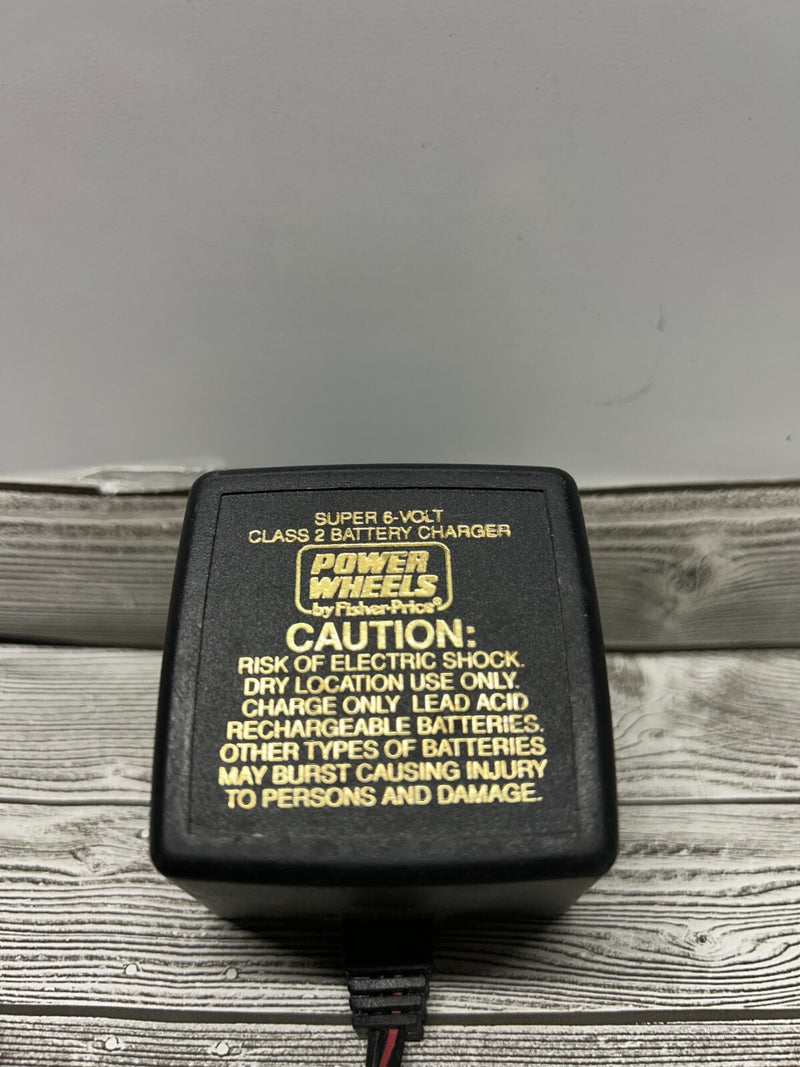 SUPER 6-VOLT
CLASS 2 BATTERY CHARGER
POWER
WHEELS
by Fisher-Price®
CAUTION:
RISK OF ELECTRIC SHOCK.
DRY LOCATION USE ONLY.
CHARGE ONLY LEAD ACID
RECHARGEABLE BATTERIES.
OTHER TYPES OF BATTERIES
MAY BURST CAUSING INJURY
TO PERSONS AND DAMAGE.